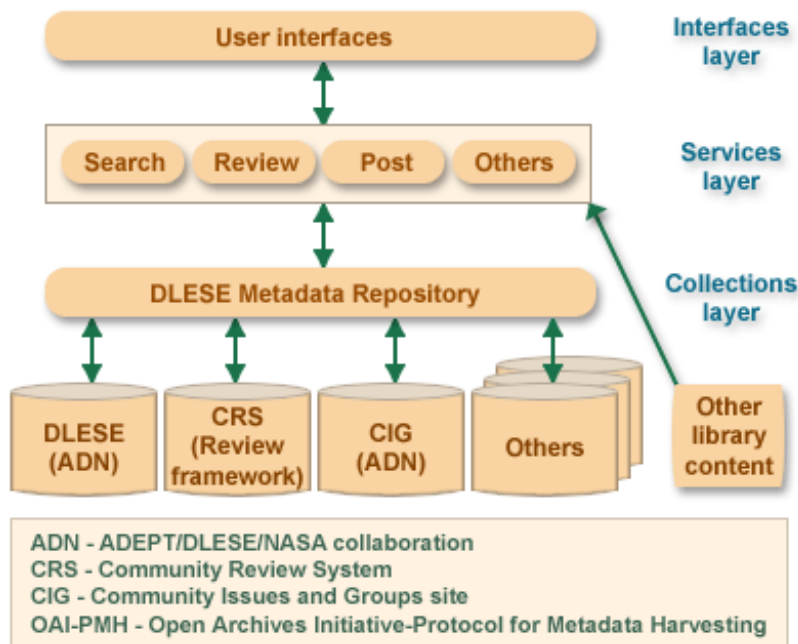 User interfaces
Interfaces
layer
Search
Review
Post
Others
Services
layer
DLESE Metadata Repository
Collections
layer
DLESE
(ADN)
CRS
(Review
framework)
CIG
(ADN)
Others
Other
library
content
ADN - ADEPT/DLESE/NASA collaboration
CRS - Community Review System
CIG - Community Issues and Groups site
OAI-PMH - Open Archives Initiative-Protocol for Metadata Harvesting